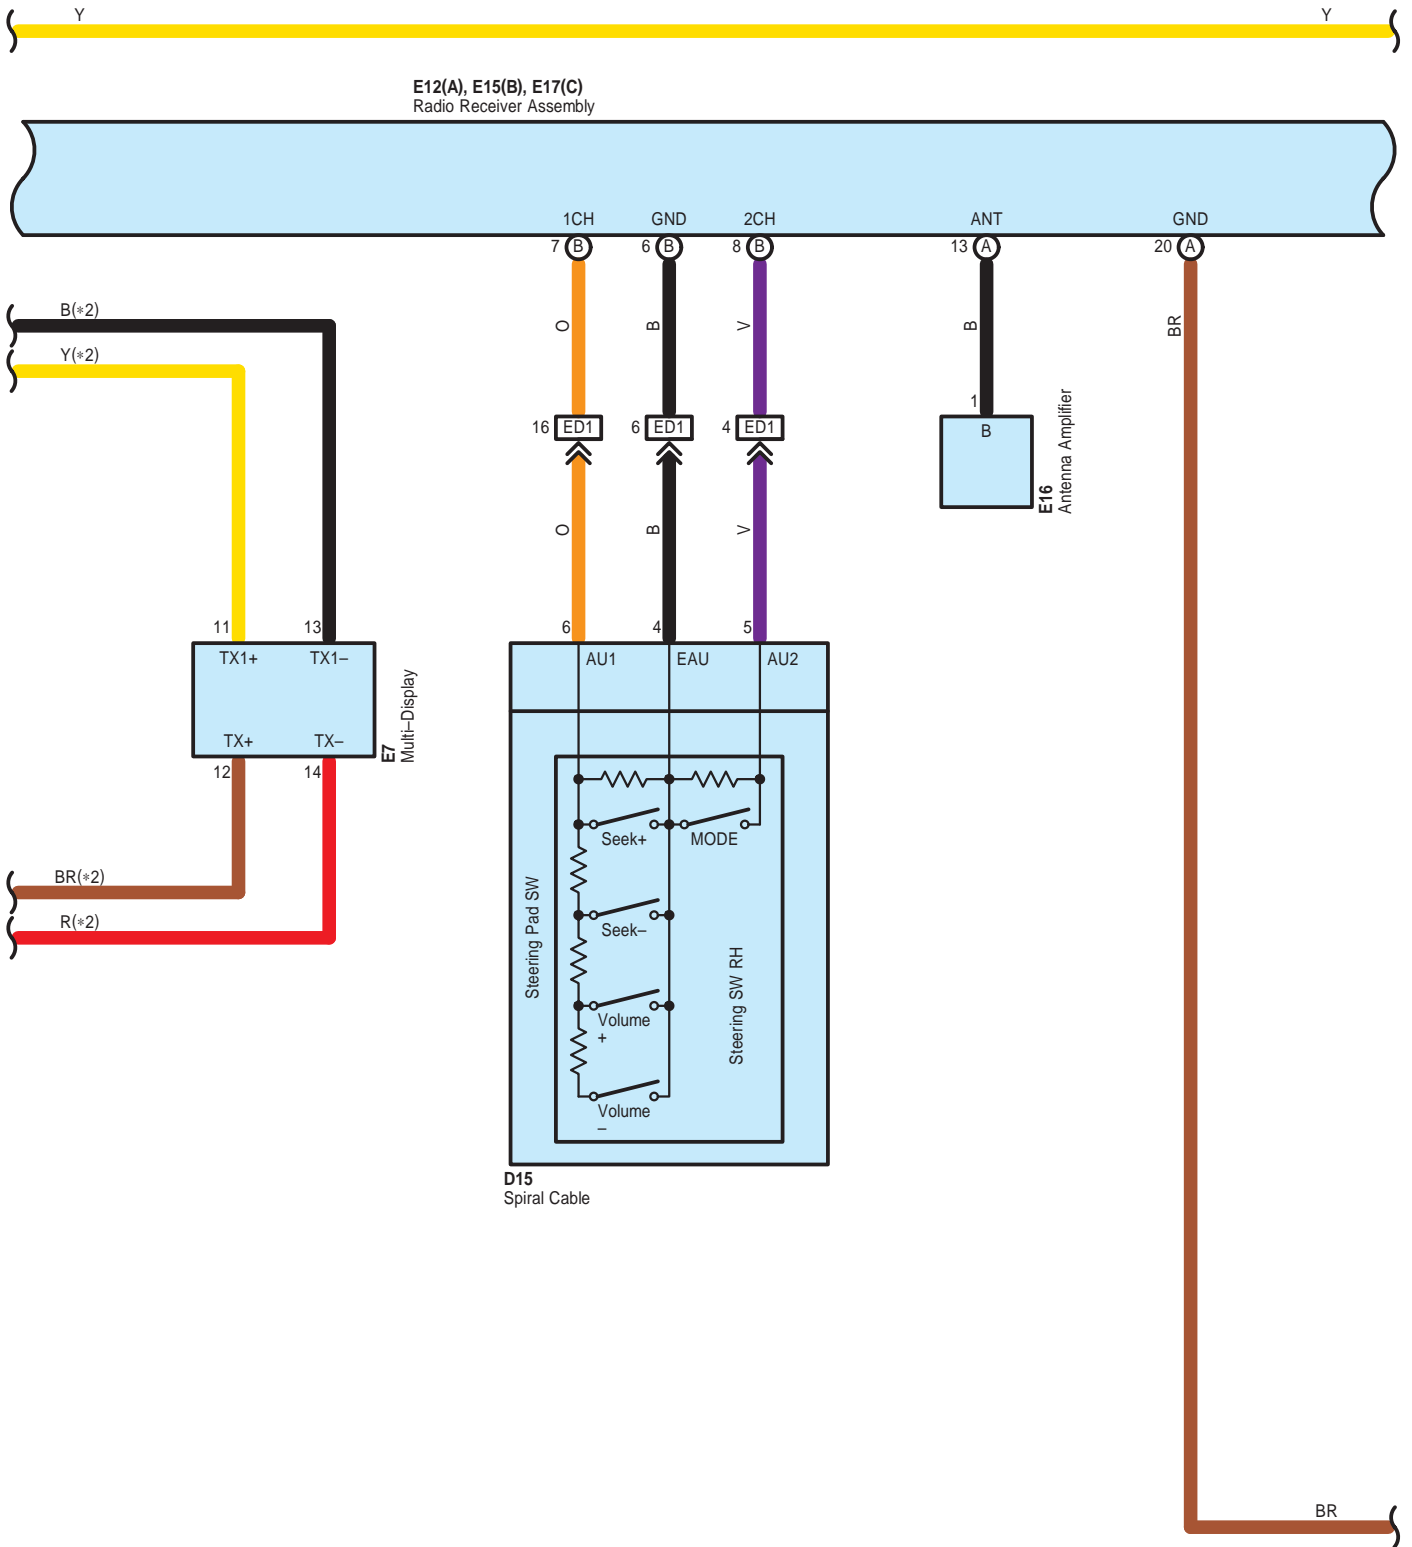 Y
Y
E12(A), E15(B), E17(C)
Radio Receiver Assembly
1CH
GND
2CH
ANT
GND
7 B
6 B
8 B
13 A
20 A
B(*2)
Y(*2)
O
B
V
B
BR
16 ED1
6 ED1
4 ED1
1
B
E16
Antenna Amplifier
O
B
V
11
13
TX1+
TX1–
TX+
TX–
12
14
E7
Multi–Display
BR(*2)
R(*2)
6
4
5
AU1
EAU
AU2
Seek+
MODE
Seek–
Volume
+
Volume
–
Steering Pad SW
Steering SW RH
D15
Spiral Cable
BR